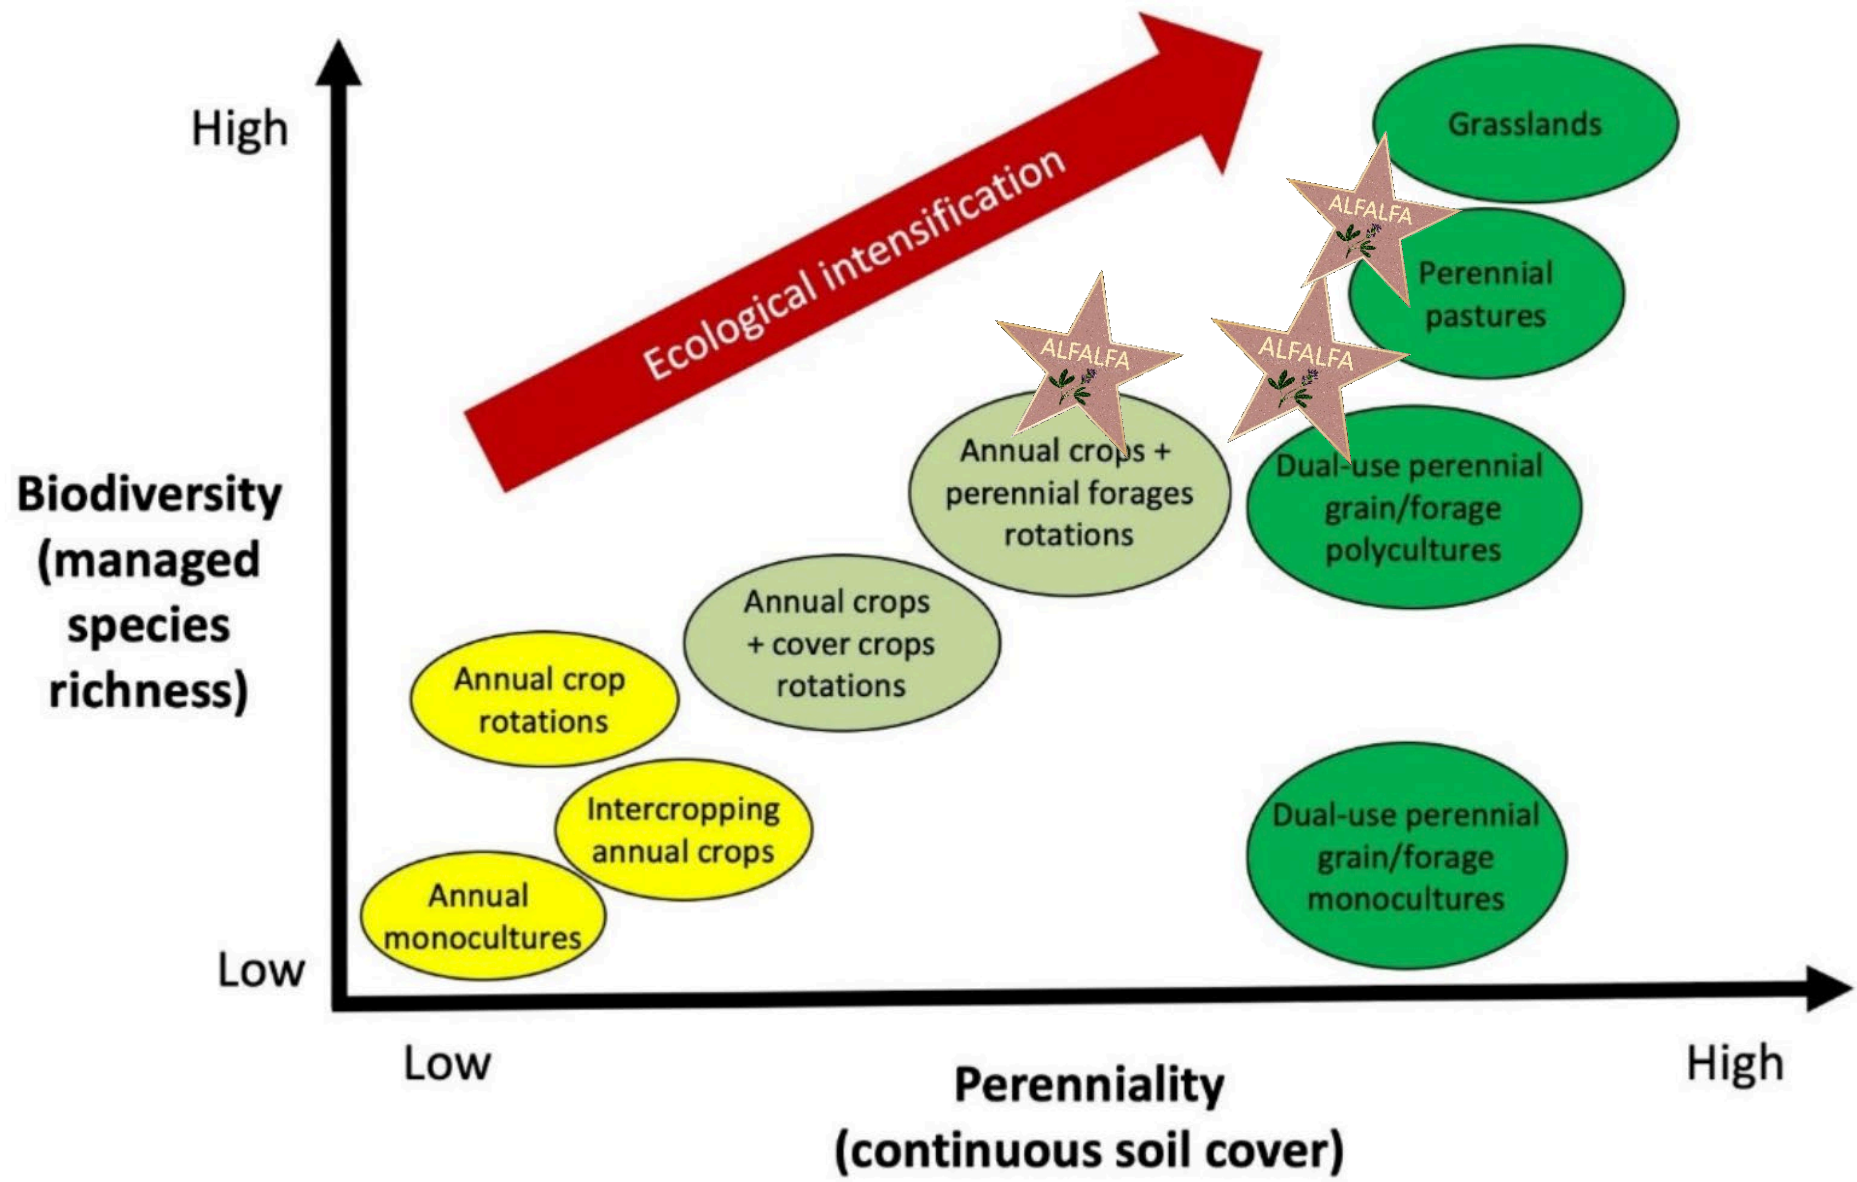 High
Ecological intensification
Grasslands
ALFALFA
Perennial
pastures
ALFALFA
ALFALFA
Annual crops +
perennial forages
rotations
Dual-use perennial
grain/forage
polycultures
Biodiversity
(managed
species
richness)
Annual crops
+ cover crops
rotations
Annual crop
rotations
Intercropping
annual crops
Dual-use perennial
grain/forage
monocultures
Annual
monocultures
Low
Low
High
Perenniality
(continuous soil cover)